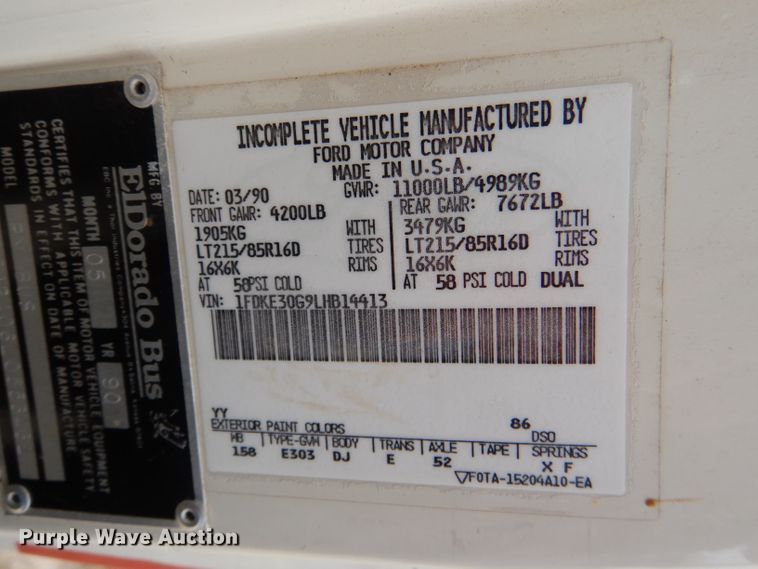 INCOMPLETE VEHICLE MANUFACTURED BY
FORD MOTOR COMPANY
MADE IN U.S.A.
DATE: 03/90 GVWR: 11000LB/4989KG
FRONT GAWR: 4200LB REAR GAWR: 7672LB
1905KG WITH 3479KG WITH
LT215/85R16D TIRES LT215/85R16D TIRES
16X6K RIMS 16X6K RIMS
AT 58PSI COLD AT 58 PSI COLD DUAL
VIN: 1FDKE30G9LHB14413
YY 86
EXTERIOR PAINT COLORS DSO
WB TYPE-GVW BODY TRANS AXLE TAPE SPRINGS
158 E303 DJ E 52 X F
F0TA-15204A10-EA
MFG BY
ElDorado Bus
MONTH 05 YR 90
CERTIFIES THAT THIS ITEM OF MOTOR VEHICLE EQUIPMENT
CONFORMS WITH APPLICABLE MOTOR VEHICLE SAFETY
STANDARDS IN EFFECT ON DATE OF MANUFACTURE
MODEL
Purple Wave Auction